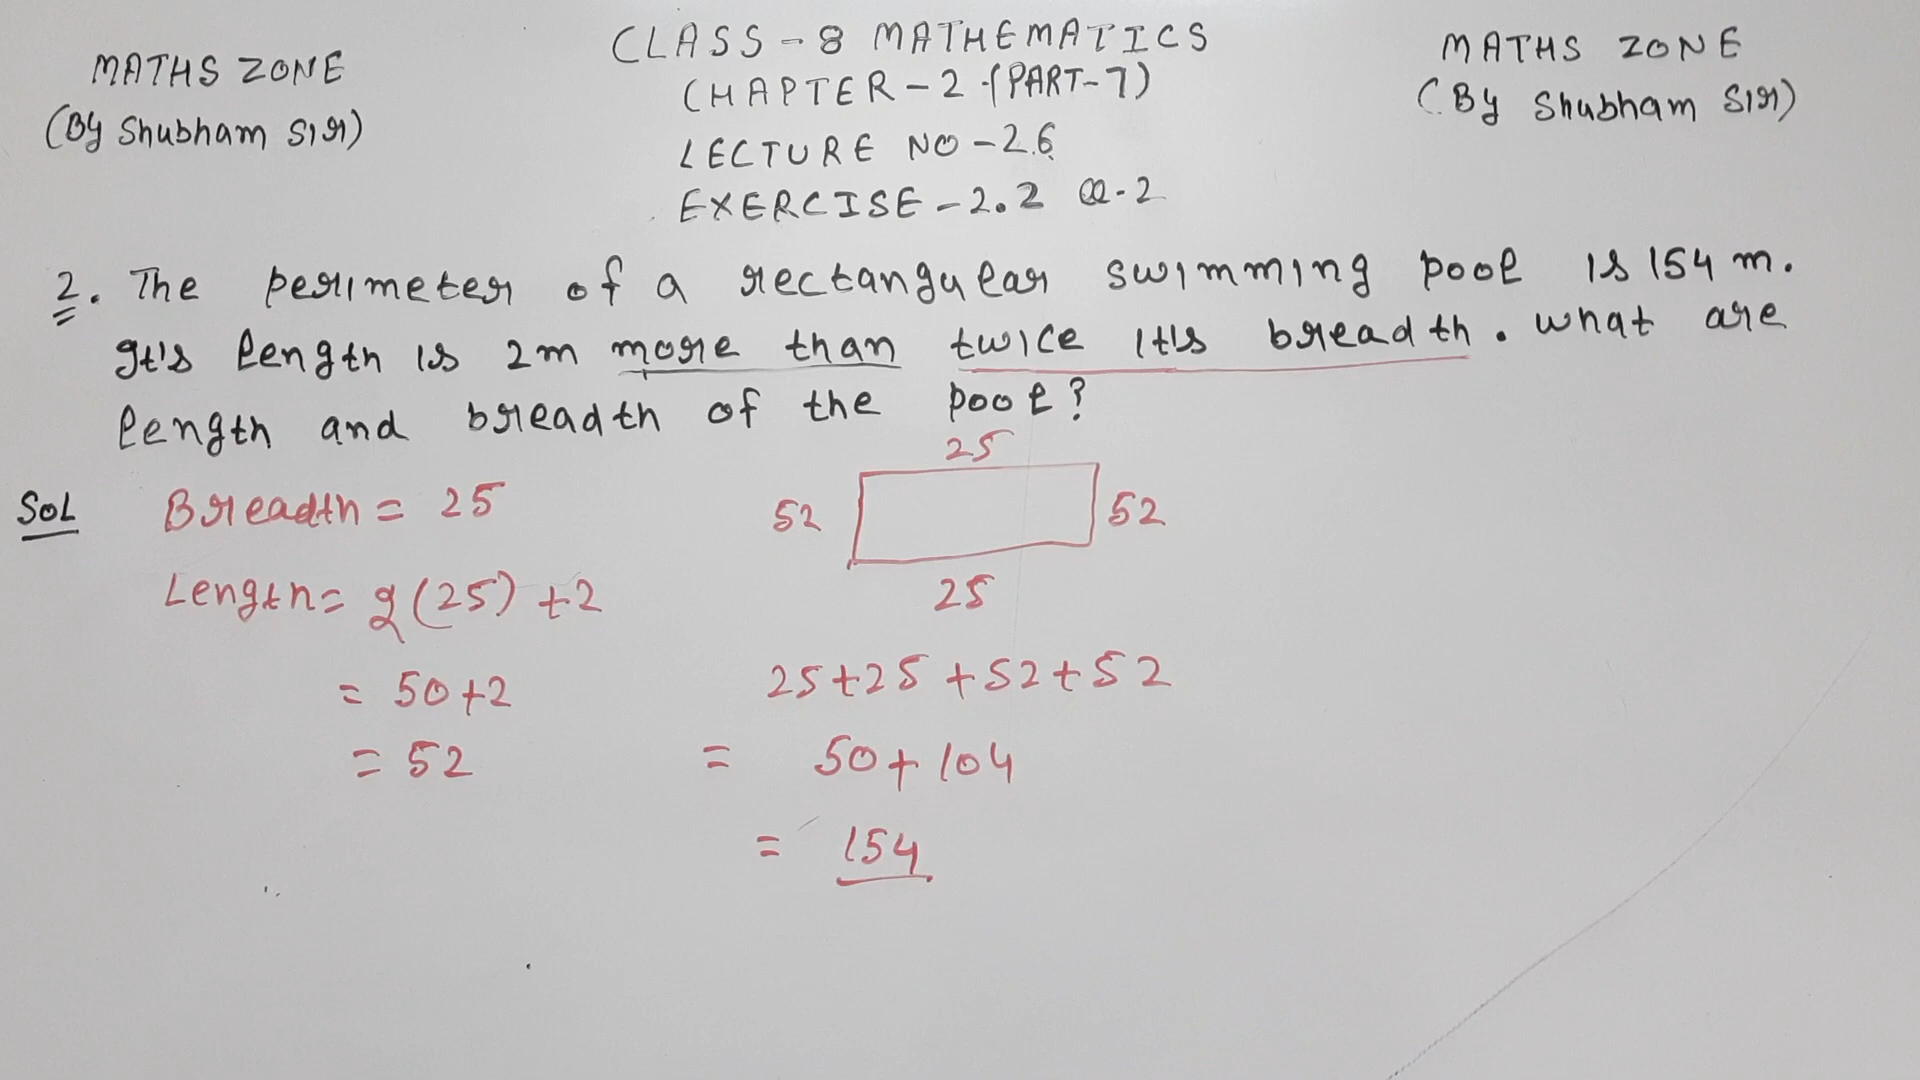 MATHS ZONE
(By Shubham Sir)
CLASS-8 MATHEMATICS
CHAPTER-2 (PART-7)
LECTURE NO-2.6
EXERCISE-2.2 Q-2
MATHS ZONE
(By Shubham Sir)
2. The perimeter of a rectangular swimming pool is 154 m.
It's length is 2m more than twice it's breadth. What are
length and breadth of the pool?
Sol
Breadth = 25
Length = 2(25)+2
= 50+2
= 52
25
52
52
25
25+25+52+52
= 50+104
= 154